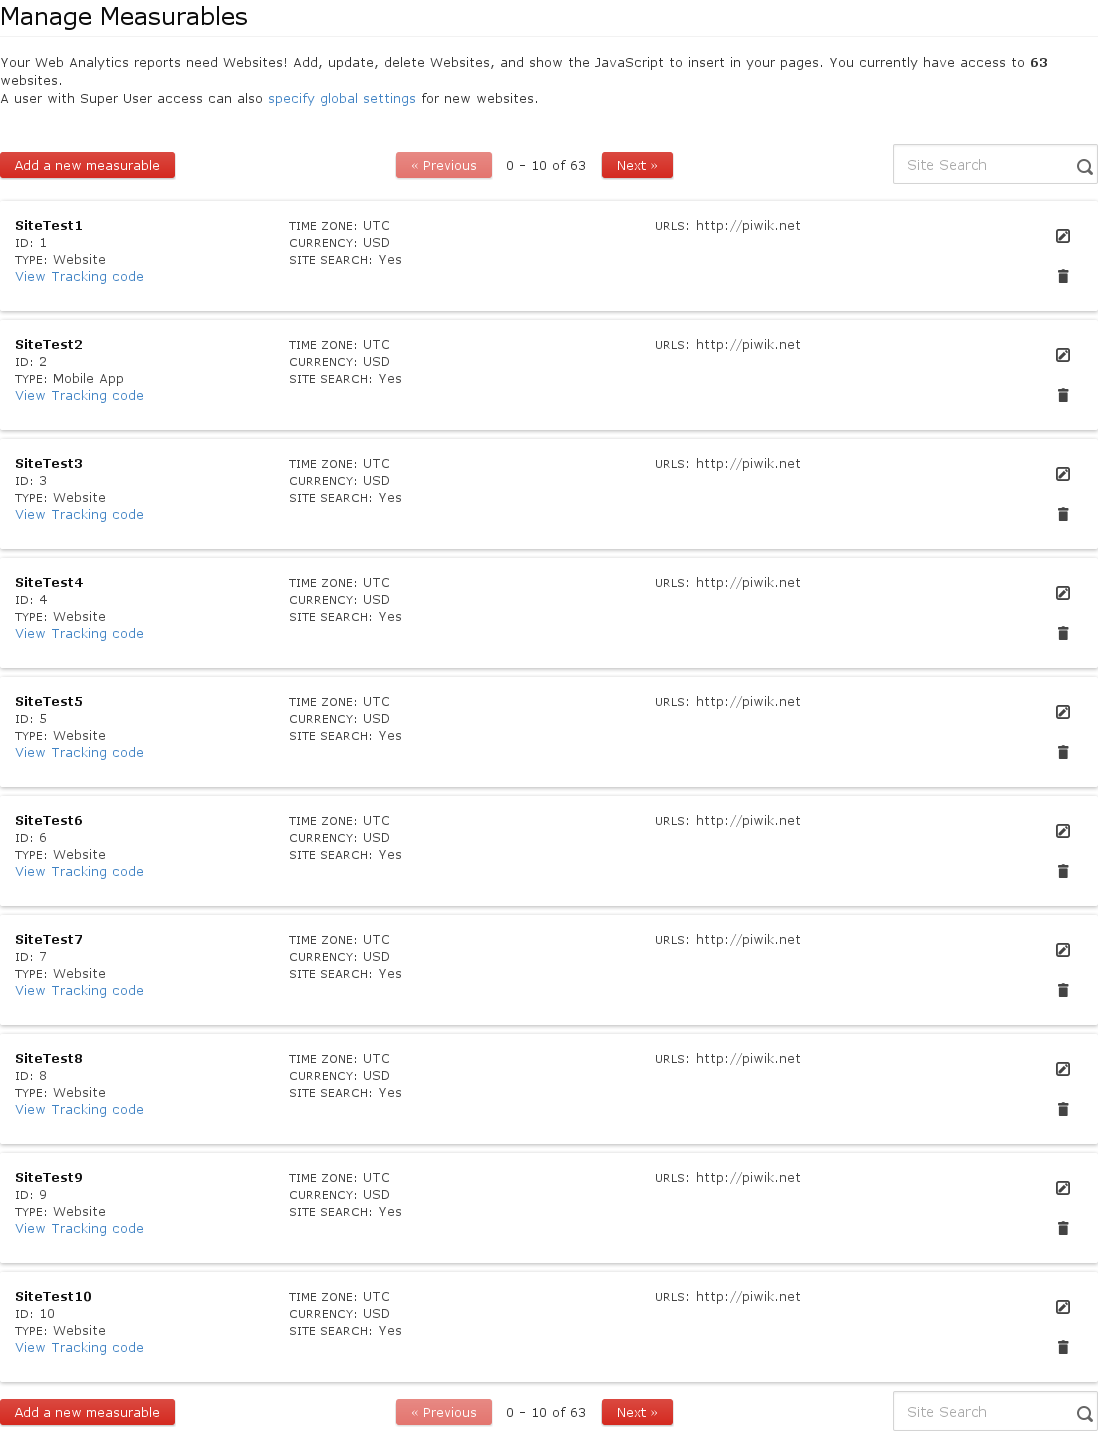 Manage Measurables
Your Web Analytics reports need Websites! Add, update, delete Websites, and show the JavaScript to insert in your pages. You currently have access to 63
websites.
A user with Super User access can also specify global settings for new websites.
Add a new measurable « Previous 0 - 10 of 63 Next » Site Search
SiteTest1 TIME ZONE: UTC URLS: http://piwik.net
ID: 1 CURRENCY: USD
TYPE: Website SITE SEARCH: Yes
View Tracking code
SiteTest2 TIME ZONE: UTC URLS: http://piwik.net
ID: 2 CURRENCY: USD
TYPE: Mobile App SITE SEARCH: Yes
View Tracking code
SiteTest3 TIME ZONE: UTC URLS: http://piwik.net
ID: 3 CURRENCY: USD
TYPE: Website SITE SEARCH: Yes
View Tracking code
SiteTest4 TIME ZONE: UTC URLS: http://piwik.net
ID: 4 CURRENCY: USD
TYPE: Website SITE SEARCH: Yes
View Tracking code
SiteTest5 TIME ZONE: UTC URLS: http://piwik.net
ID: 5 CURRENCY: USD
TYPE: Website SITE SEARCH: Yes
View Tracking code
SiteTest6 TIME ZONE: UTC URLS: http://piwik.net
ID: 6 CURRENCY: USD
TYPE: Website SITE SEARCH: Yes
View Tracking code
SiteTest7 TIME ZONE: UTC URLS: http://piwik.net
ID: 7 CURRENCY: USD
TYPE: Website SITE SEARCH: Yes
View Tracking code
SiteTest8 TIME ZONE: UTC URLS: http://piwik.net
ID: 8 CURRENCY: USD
TYPE: Website SITE SEARCH: Yes
View Tracking code
SiteTest9 TIME ZONE: UTC URLS: http://piwik.net
ID: 9 CURRENCY: USD
TYPE: Website SITE SEARCH: Yes
View Tracking code
SiteTest10 TIME ZONE: UTC URLS: http://piwik.net
ID: 10 CURRENCY: USD
TYPE: Website SITE SEARCH: Yes
View Tracking code
Add a new measurable « Previous 0 - 10 of 63 Next » Site Search